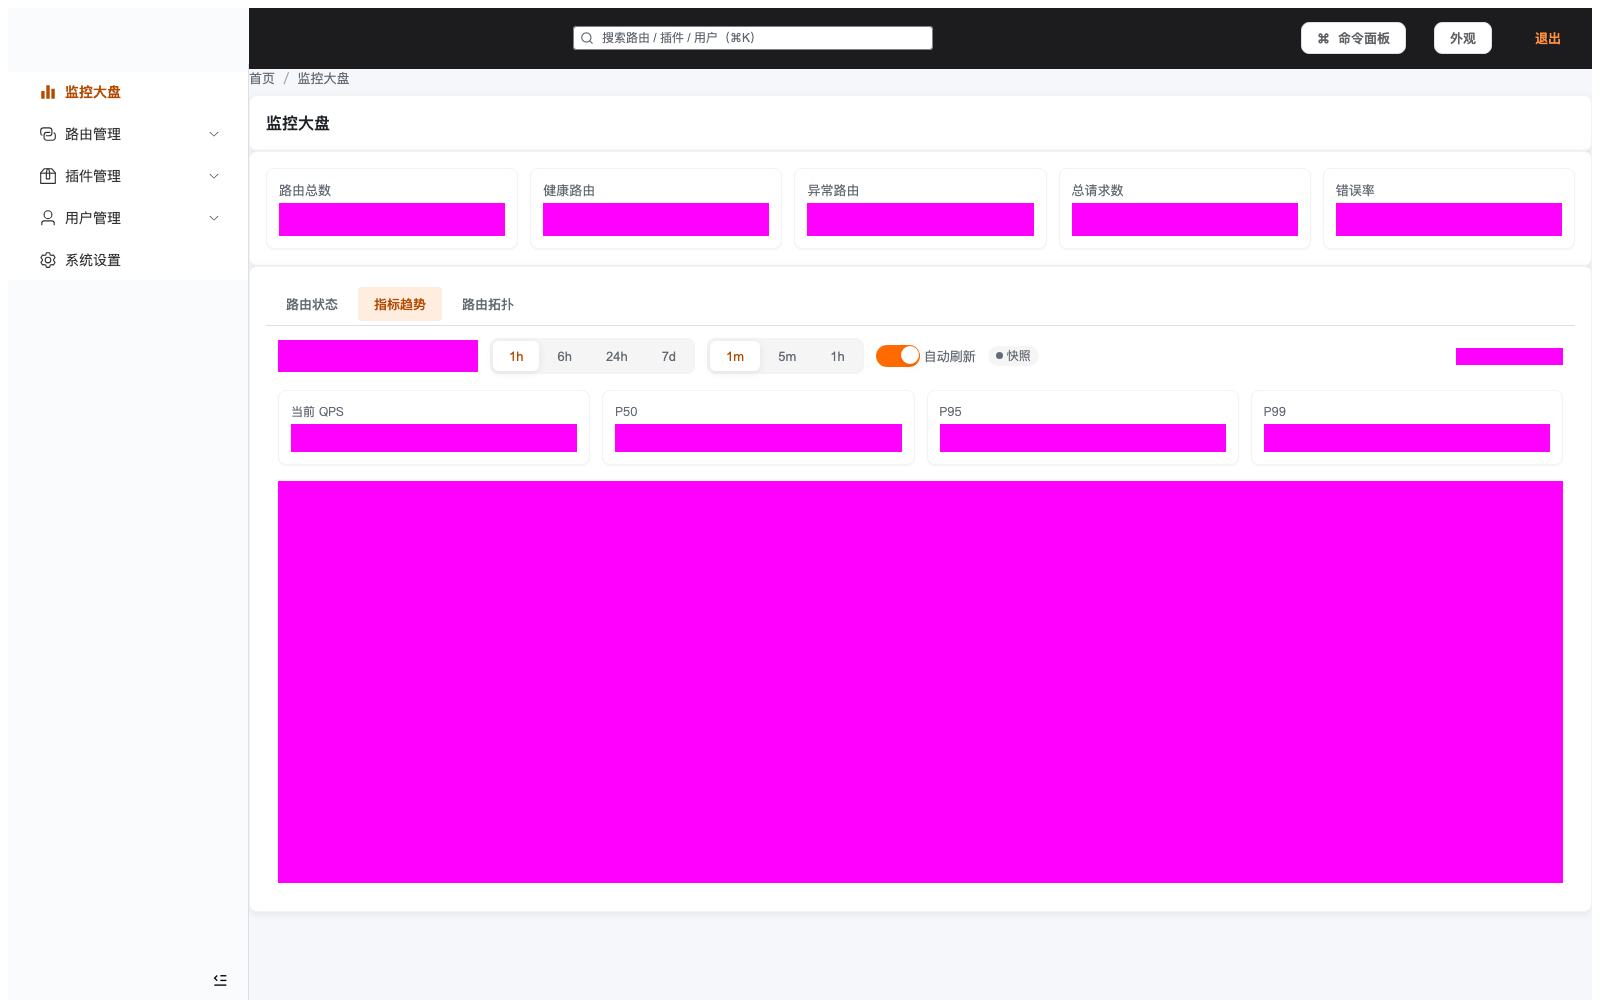 搜索路由 / 插件 / 用户（⌘K）
⌘ 命令面板
外观
退出
监控大盘
路由管理
插件管理
用户管理
系统设置
首页 / 监控大盘
监控大盘
路由总数
健康路由
异常路由
总请求数
错误率
路由状态
指标趋势
路由拓扑
1h 6h 24h 7d
1m 5m 1h
自动刷新
快照
当前 QPS
P50
P95
P99